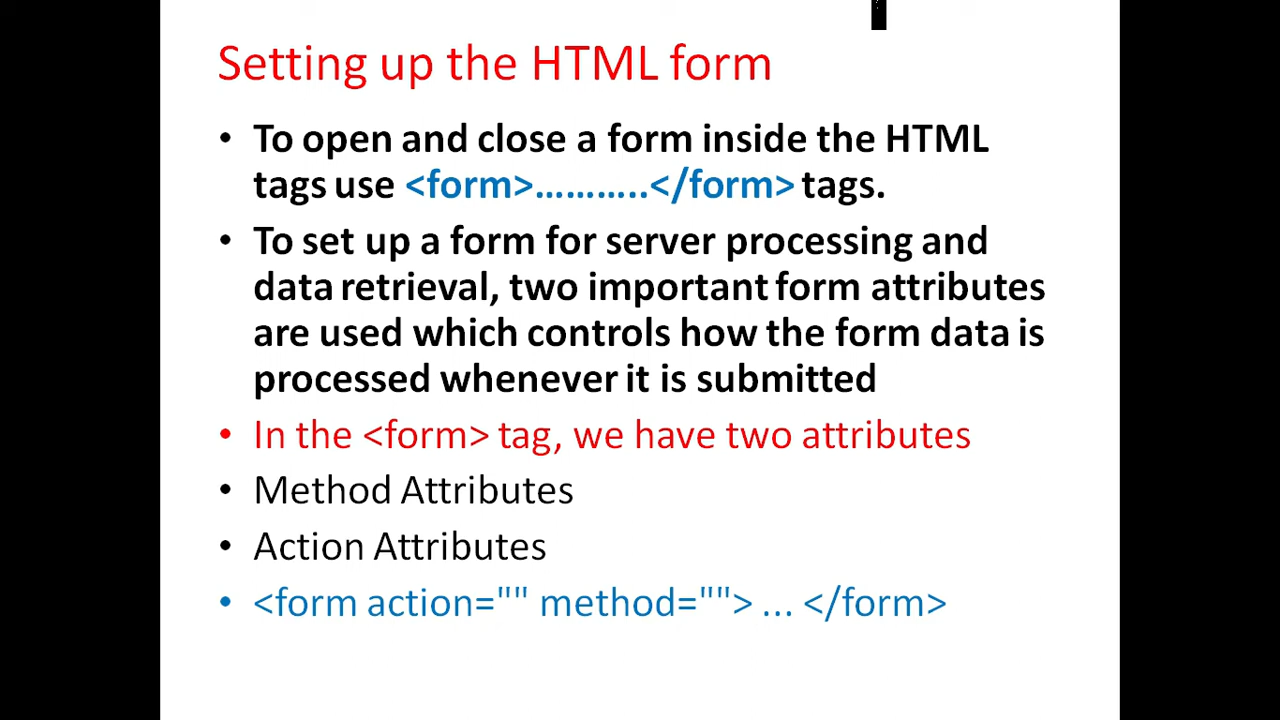 Setting up the HTML form
• To open and close a form inside the HTML
tags use <form>………..</form> tags.
• To set up a form for server processing and
data retrieval, two important form attributes
are used which controls how the form data is
processed whenever it is submitted
• In the <form> tag, we have two attributes
• Method Attributes
• Action Attributes
• <form action="" method=""> ... </form>